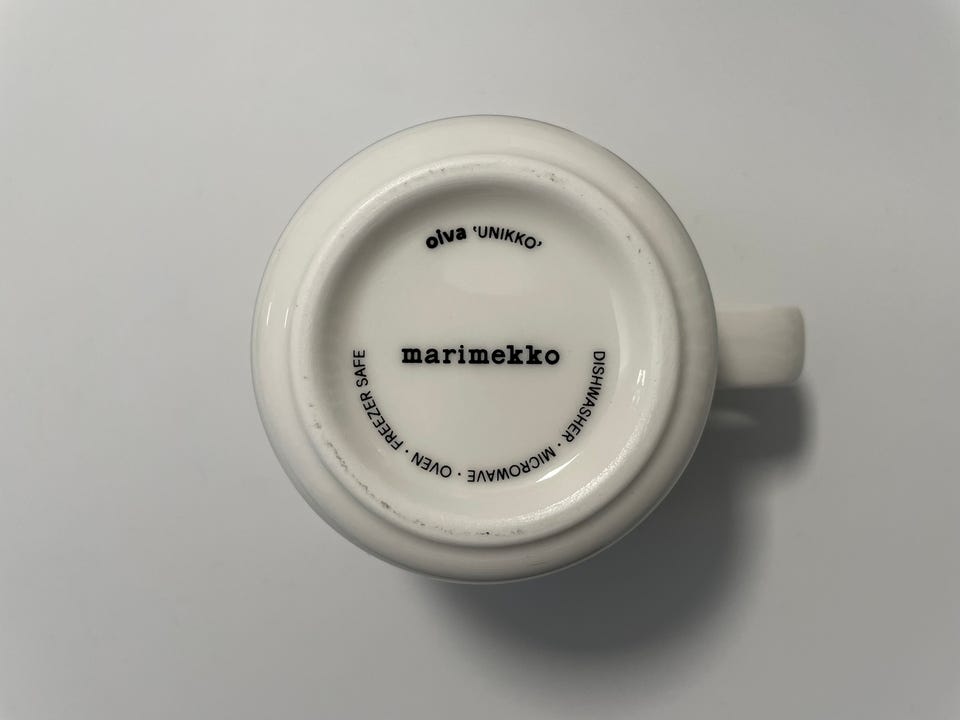 oiva ‘UNIKKO’
marimekko
DISHWASHER · MICROWAVE · OVEN · FREEZER SAFE